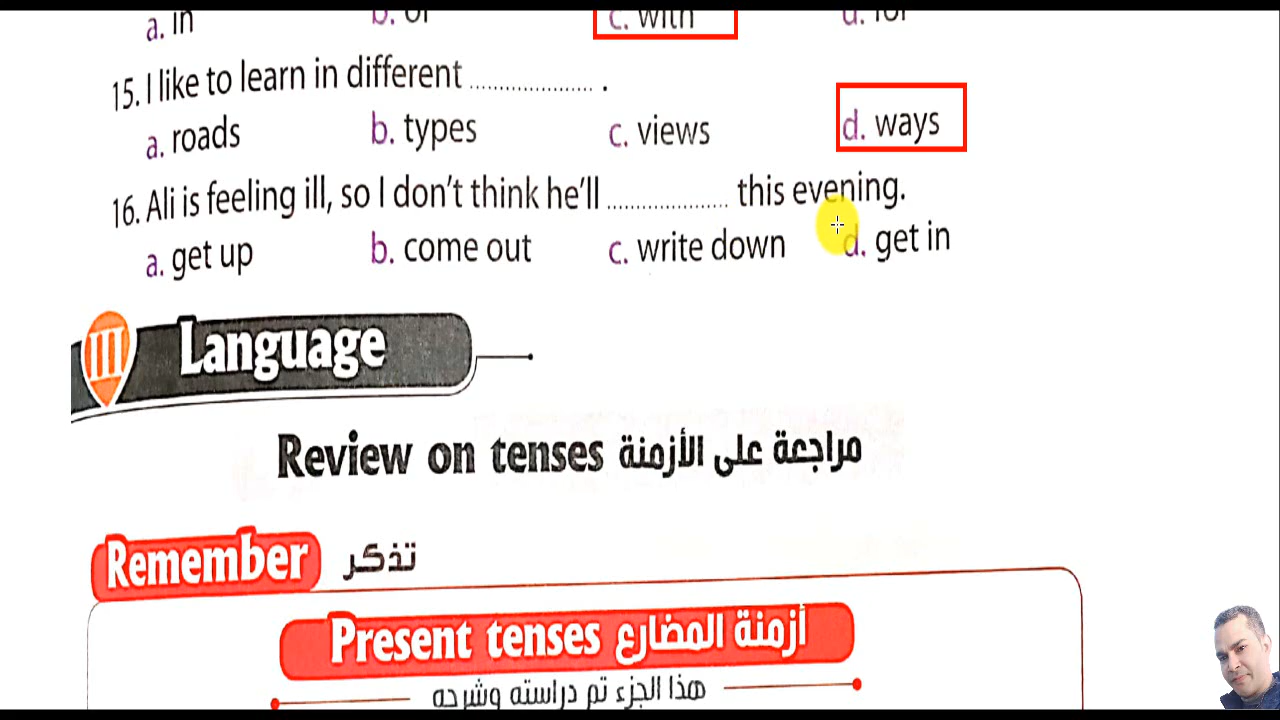 a. in b. of c. with d. for
15. I like to learn in different ..................... .
a. roads b. types c. views d. ways
16. Ali is feeling ill, so I don't think he'll ..................... this evening.
a. get up b. come out c. write down d. get in
III Language
Review on tenses مراجعة على الأزمنة
Remember تذكر
Present tenses أزمنة المضارع
هذا الجزء تم دراسته وشرحه